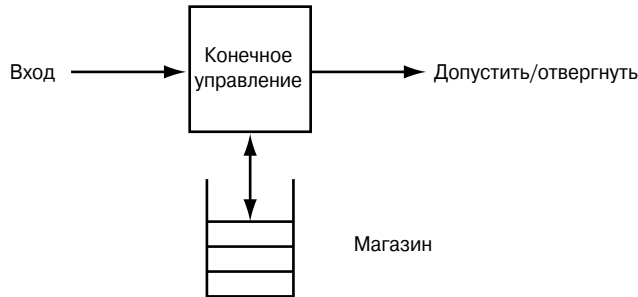 Вход
Конечное
управление
Допустить/отвергнуть
Магазин